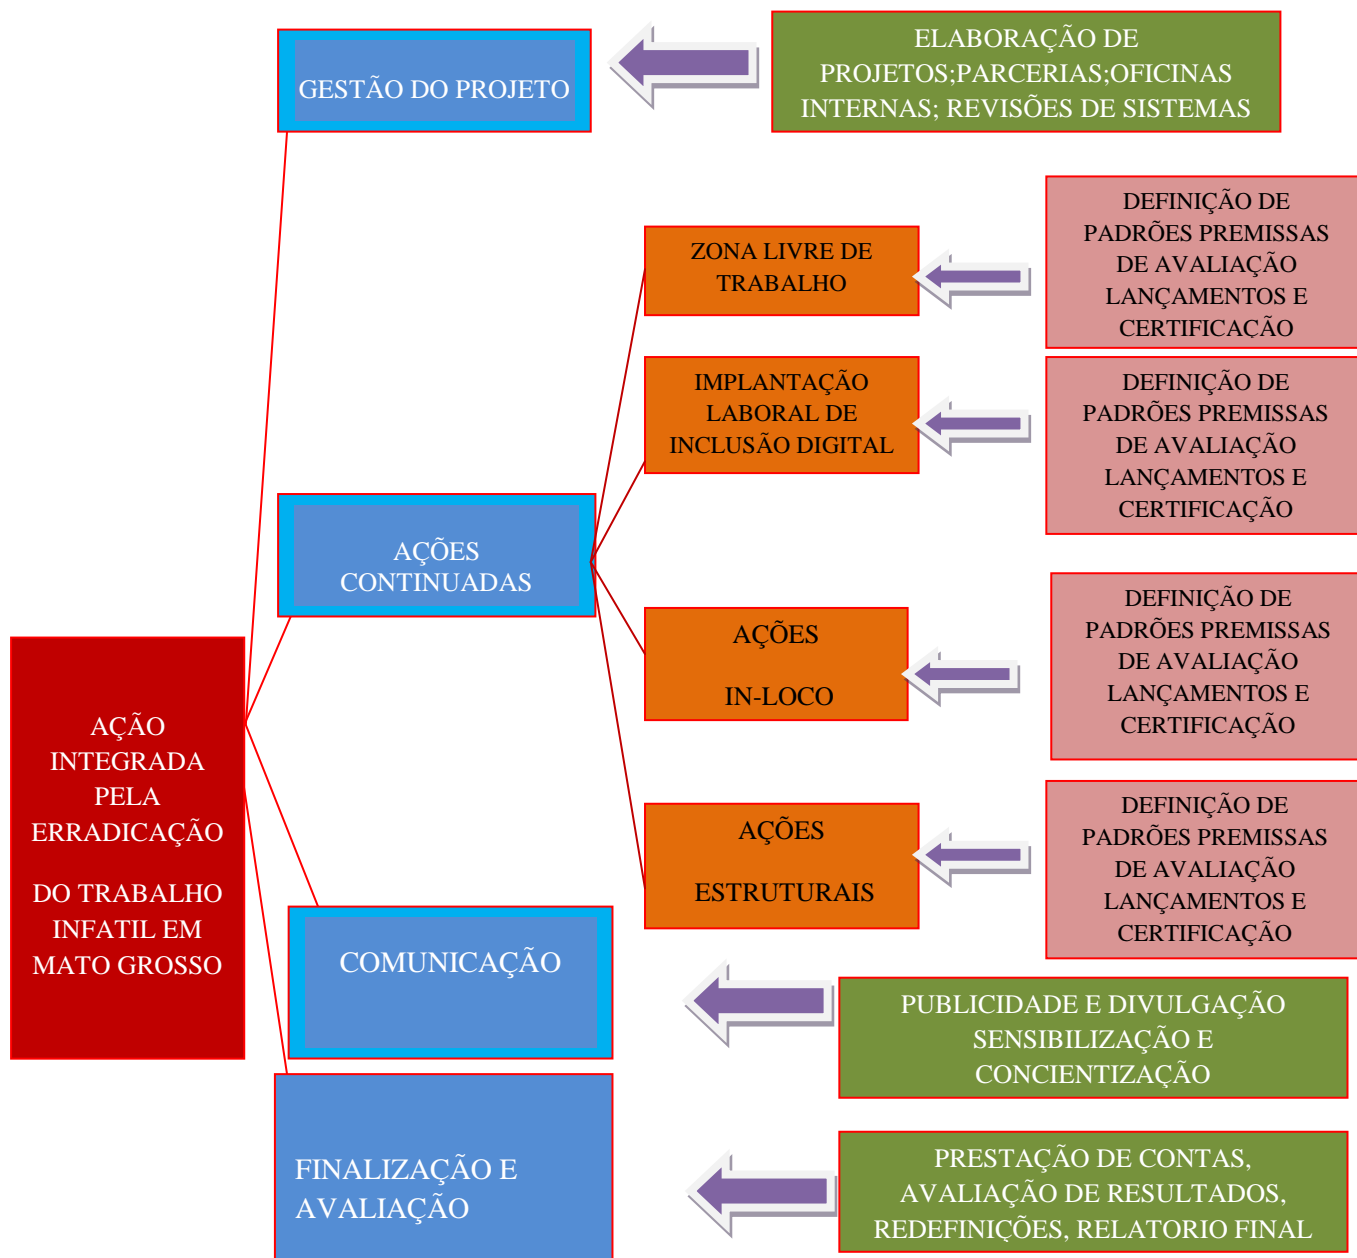 GESTÃO DO PROJETO
ELABORAÇÃO DE
PROJETOS;PARCERIAS;OFICINAS
INTERNAS; REVISÕES DE SISTEMAS
ZONA LIVRE DE
TRABALHO
DEFINIÇÃO DE
PADRÕES PREMISSAS
DE AVALIAÇÃO
LANÇAMENTOS E
CERTIFICAÇÃO
IMPLANTAÇÃO
LABORAL DE
INCLUSÃO DIGITAL
DEFINIÇÃO DE
PADRÕES PREMISSAS
DE AVALIAÇÃO
LANÇAMENTOS E
CERTIFICAÇÃO
AÇÕES
CONTINUADAS
AÇÕES
IN-LOCO
DEFINIÇÃO DE
PADRÕES PREMISSAS
DE AVALIAÇÃO
LANÇAMENTOS E
CERTIFICAÇÃO
AÇÃO
INTEGRADA
PELA
ERRADICAÇÃO
DO TRABALHO
INFATIL EM
MATO GROSSO
AÇÕES
ESTRUTURAIS
DEFINIÇÃO DE
PADRÕES PREMISSAS
DE AVALIAÇÃO
LANÇAMENTOS E
CERTIFICAÇÃO
COMUNICAÇÃO
PUBLICIDADE E DIVULGAÇÃO
SENSIBILIZAÇÃO E
CONCIENTIZAÇÃO
FINALIZAÇÃO E
AVALIAÇÃO
PRESTAÇÃO DE CONTAS,
AVALIAÇÃO DE RESULTADOS,
REDEFINIÇÕES, RELATORIO FINAL